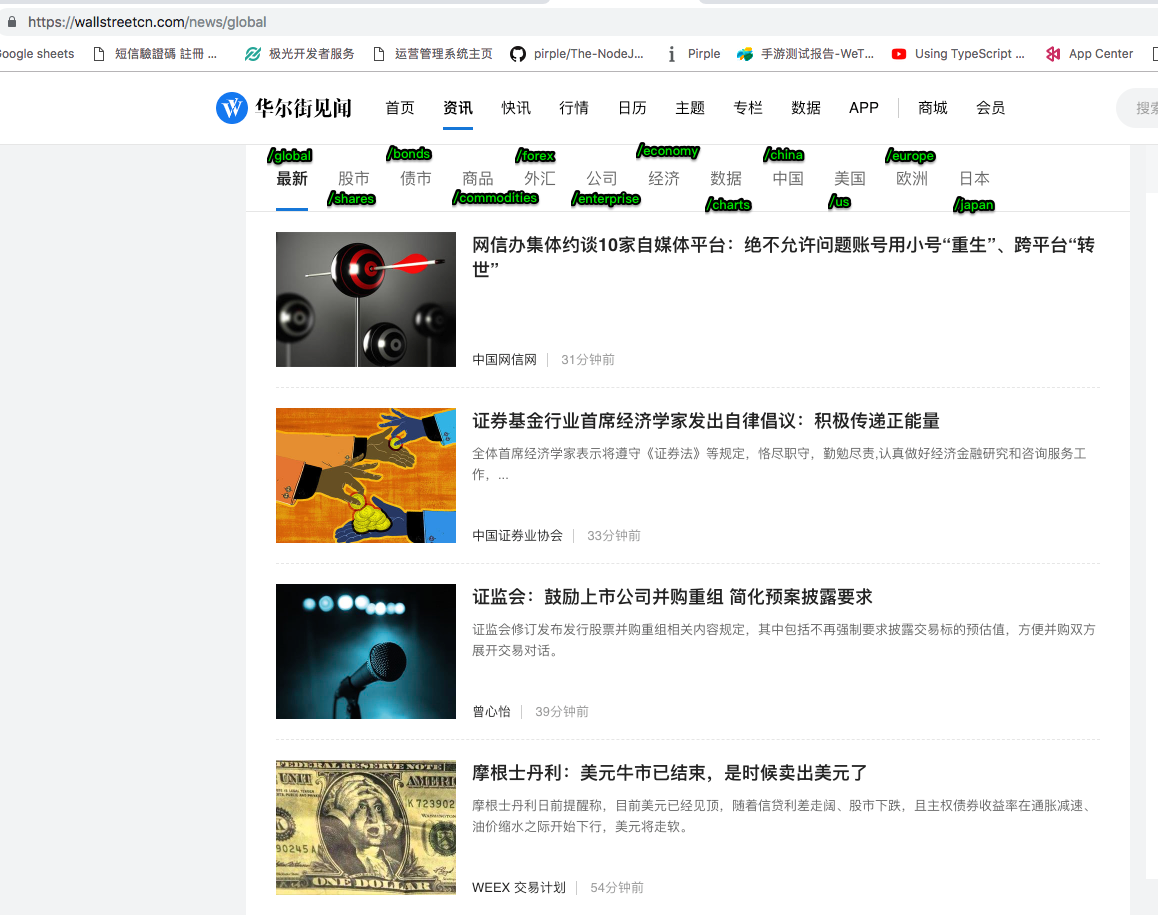 https://wallstreetcn.com/news/global
oogle sheets 短信驗證碼 註冊 ... 极光开发者服务 运营管理系统主页 pirple/The-NodeJ... Pirple 手游测试报告-WeT... Using TypeScript ... App Center
华尔街见闻 首页 资讯 快讯 行情 日历 主题 专栏 数据 APP 商城 会员 搜索
/global /bonds /forex /economy /china /europe
最新 股市 债市 商品 外汇 公司 经济 数据 中国 美国 欧洲 日本
/shares /commodities /enterprise /charts /us /japan
网信办集体约谈10家自媒体平台：绝不允许问题账号用小号“重生”、跨平台“转
世”
中国网信网 31分钟前
证券基金行业首席经济学家发出自律倡议：积极传递正能量
全体首席经济学家表示将遵守《证券法》等规定，恪尽职守，勤勉尽责,认真做好经济金融研究和咨询服务工
作，...
中国证券业协会 33分钟前
证监会：鼓励上市公司并购重组 简化预案披露要求
证监会修订发布发行股票并购重组相关内容规定，其中包括不再强制要求披露交易标的预估值，方便并购双方
展开交易对话。
曾心怡 39分钟前
FEDERAL RESERVE NOTE
K 723902
90245
ONE DOLLAR
摩根士丹利：美元牛市已结束，是时候卖出美元了
摩根士丹利日前提醒称，目前美元已经见顶，随着信贷利差走阔、股市下跌，且主权债券收益率在通胀减速、
油价缩水之际开始下行，美元将走软。
WEEX 交易计划 54分钟前